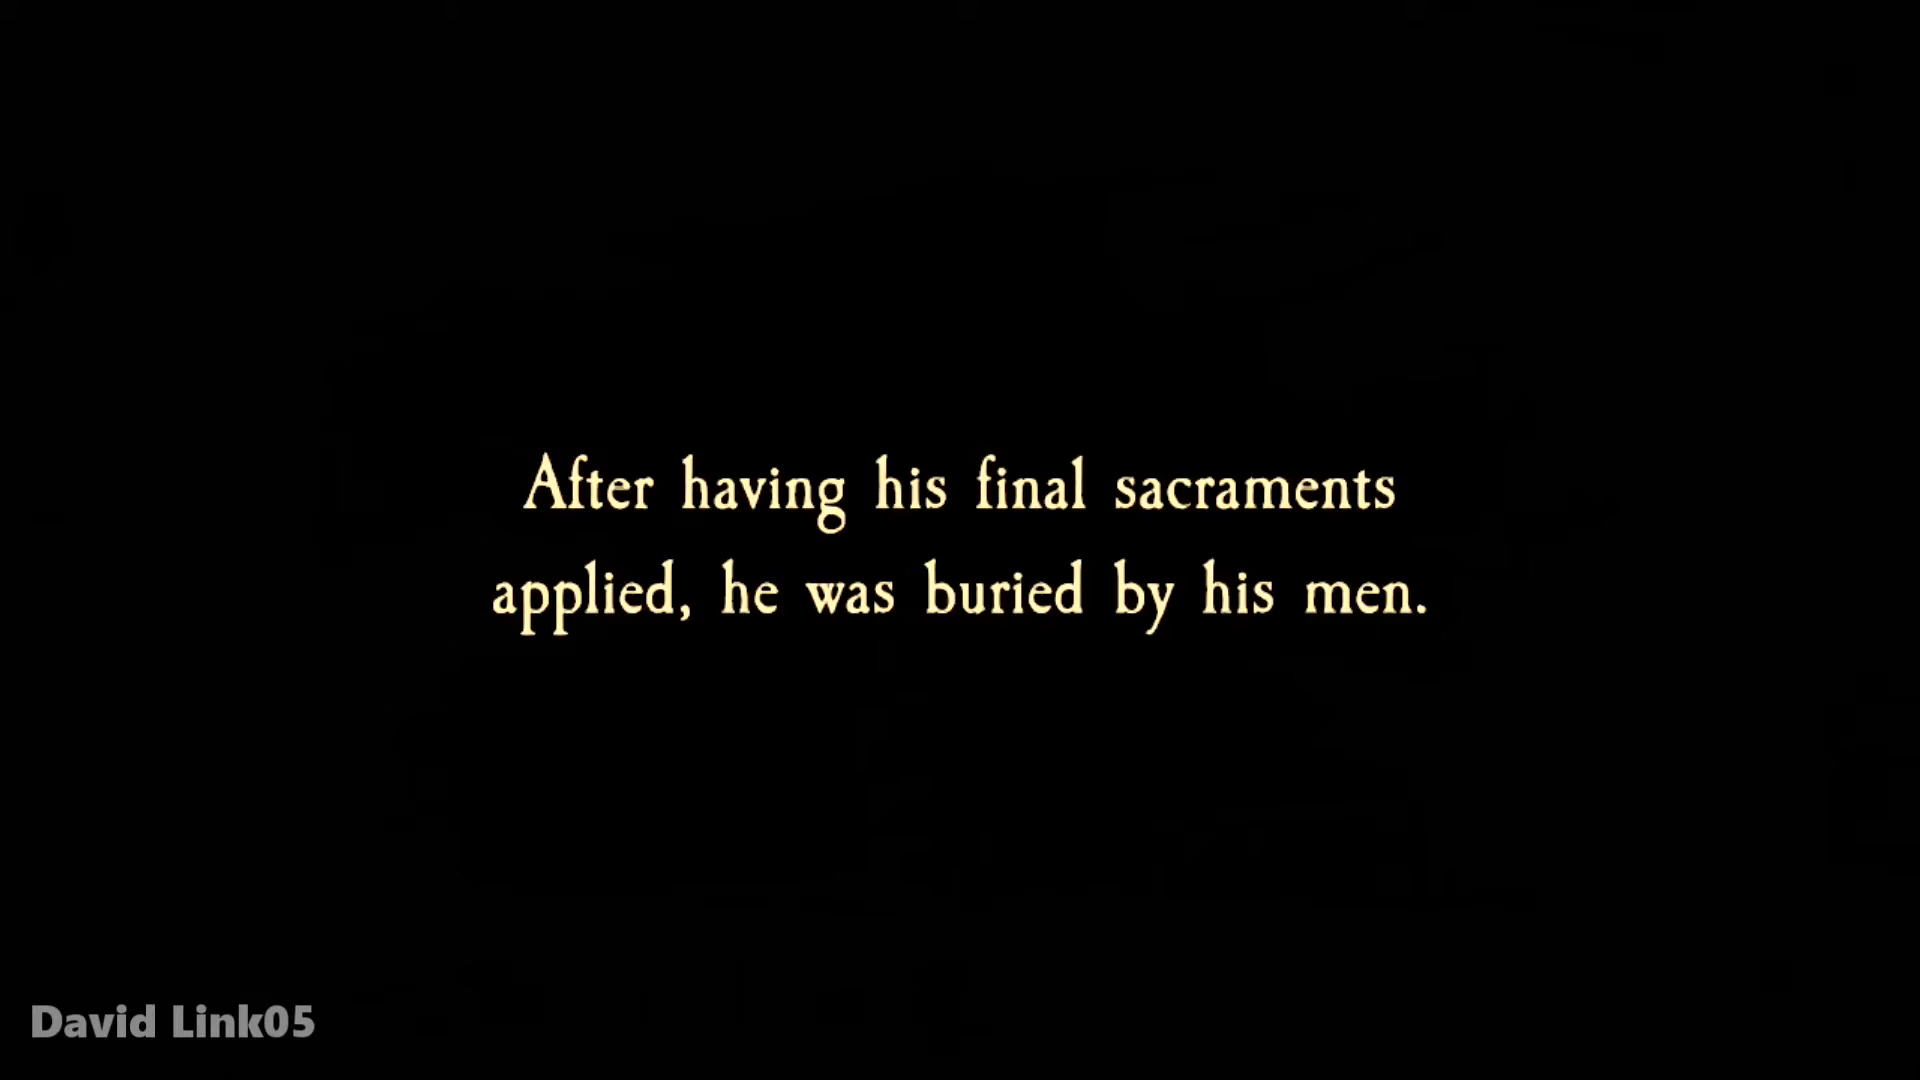 After having his final sacraments
applied, he was buried by his men.
David Link05